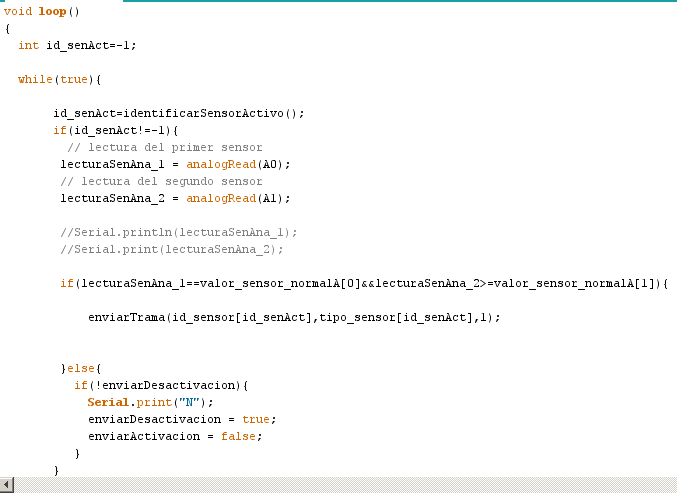 void loop()
{
int id_senAct=-1;
while(true){
id_senAct=identificarSensorActivo();
if(id_senAct!=-1){
// lectura del primer sensor
lecturaSenAna_1 = analogRead(A0);
// lectura del segundo sensor
lecturaSenAna_2 = analogRead(A1);
//Serial.println(lecturaSenAna_1);
//Serial.print(lecturaSenAna_2);
if(lecturaSenAna_1==valor_sensor_normalA[0]&&lecturaSenAna_2>=valor_sensor_normalA[1]){
enviarTrama(id_sensor[id_senAct],tipo_sensor[id_senAct],1);
}else{
if(!enviarDesactivacion){
Serial.print("N");
enviarDesactivacion = true;
enviarActivacion = false;
}
}